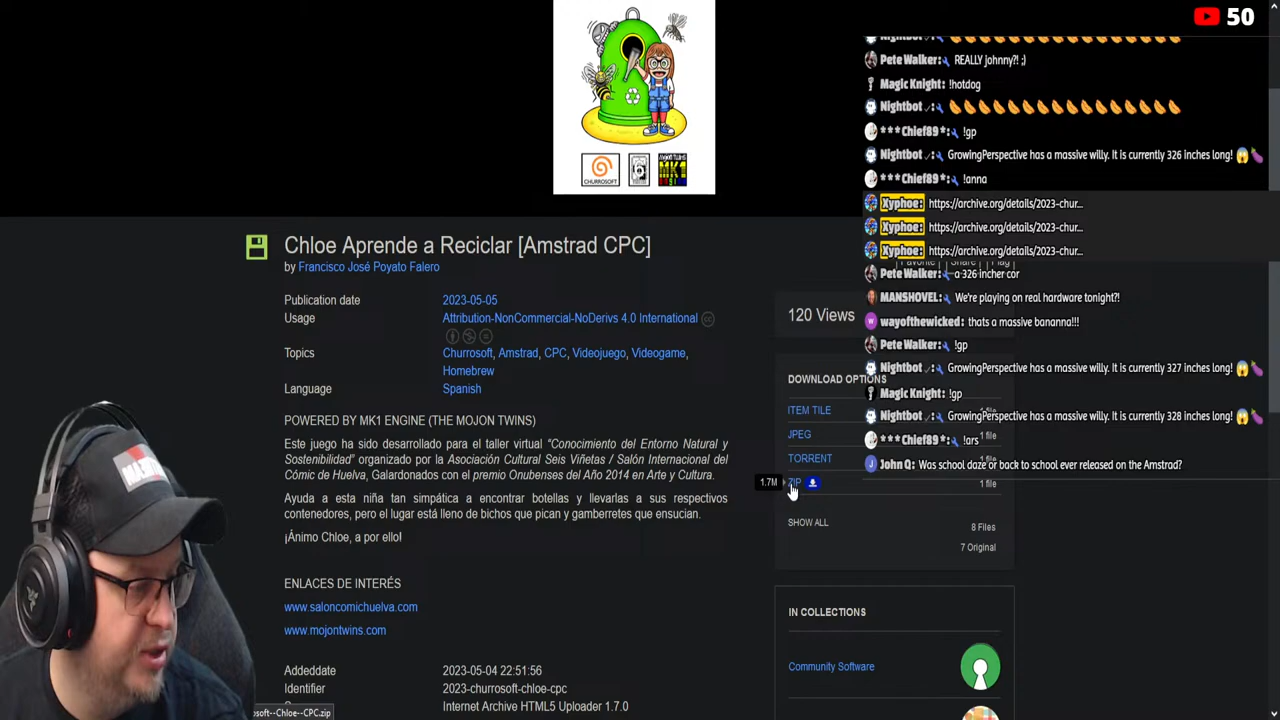 50
CHURROSOFT
Chloe Aprende a Reciclar [Amstrad CPC]
by Francisco José Poyato Falero
Publication date 2023-05-05
Usage Attribution-NonCommercial-NoDerivs 4.0 International
Topics Churrosoft, Amstrad, CPC, Videojuego, Videogame,
Homebrew
Language Spanish
POWERED BY MK1 ENGINE (THE MOJON TWINS)
Este juego ha sido desarrollado para el taller virtual "Conocimiento del Entorno Natural y
Sostenibilidad" organizado por la Asociación Cultural Seis Viñetas / Salón Internacional del
Cómic de Huelva, Galardonados con el premio Onubenses del Año 2014 en Arte y Cultura.
Ayuda a esta niña tan simpática a encontrar botellas y llevarlas a sus respectivos
contenedores, pero el lugar está lleno de bichos que pican y gamberretes que ensucian.
¡Ánimo Chloe, a por ello!
ENLACES DE INTERÉS
www.saloncomichuelva.com
www.mojontwins.com
Addeddate 2023-05-04 22:51:56
Identifier 2023-churrosoft-chloe-cpc
Internet Archive HTML5 Uploader 1.7.0
soft--Chloe--CPC.zip
Favorite Share Flag
120 Views
DOWNLOAD OPTIONS
ITEM TILE
JPEG 1 file
TORRENT
1.7M ZIP 1 file
SHOW ALL 8 Files
7 Original
IN COLLECTIONS
Community Software
Nightbot :
Pete Walker: REALLY johnny?! ;)
Magic Knight: !hotdog
Nightbot :
***Chief89*: !gp
Nightbot : GrowingPerspective has a massive willy. It is currently 326 inches long! 😱🍆
***Chief89*: !anna
Xyphoe: https://archive.org/details/2023-chur...
Xyphoe: https://archive.org/details/2023-chur...
Xyphoe: https://archive.org/details/2023-chur...
Pete Walker: a 326 incher cor
MANSHOVEL: We're playing on real hardware tonight?!
wayofthewicked: thats a massive bananna!!!
Pete Walker: !gp
Nightbot : GrowingPerspective has a massive willy. It is currently 327 inches long! 😱🍆
Magic Knight: !gp
Nightbot : GrowingPerspective has a massive willy. It is currently 328 inches long! 😱🍆
***Chief89*: !ars
John Q: Was school daze or back to school ever released on the Amstrad?